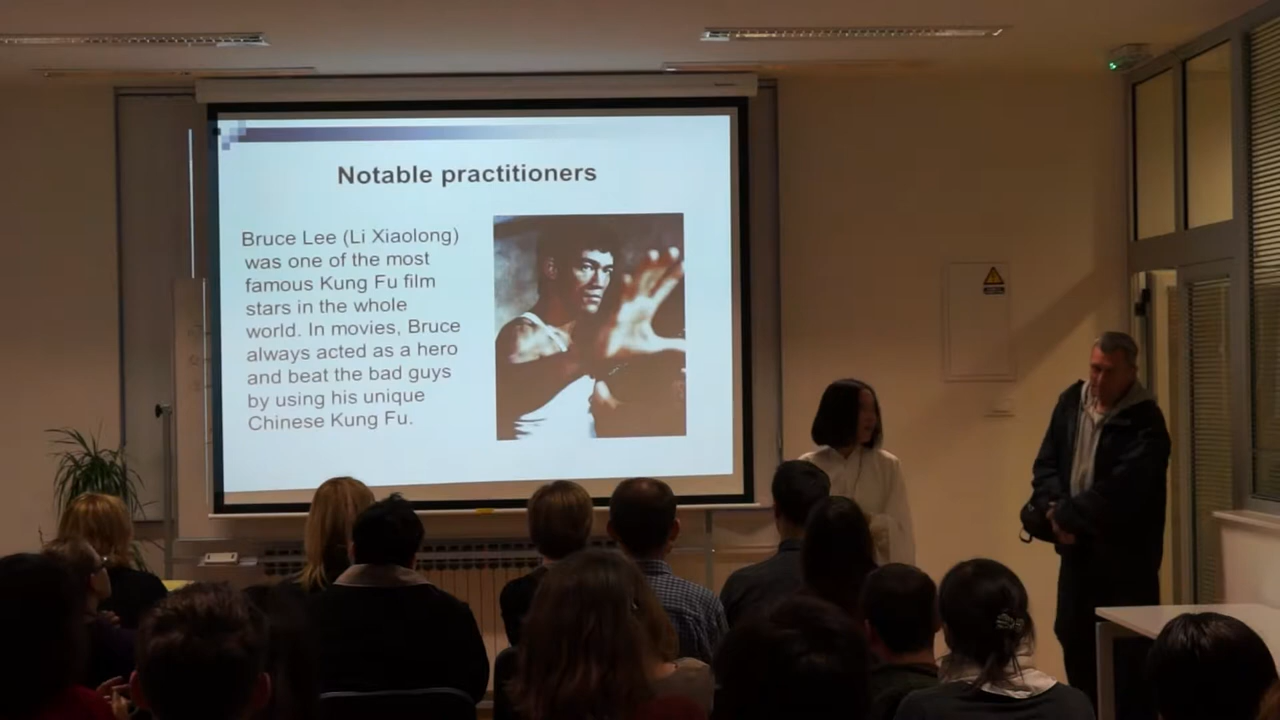 Notable practitioners
Bruce Lee (Li Xiaolong)
was one of the most
famous Kung Fu film
stars in the whole
world. In movies, Bruce
always acted as a hero
and beat the bad guys
by using his unique
Chinese Kung Fu.